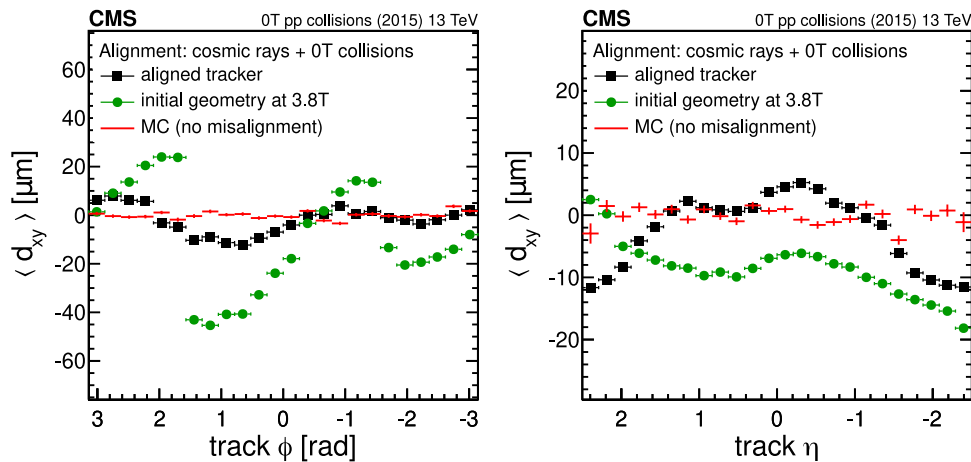 CMS 0T pp collisions (2015) 13 TeV
Alignment: cosmic rays + 0T collisions
aligned tracker
initial geometry at 3.8T
MC (no misalignment)
60
40
20
0
-20
-40
-60
⟨ d_xy ⟩ [μm]
3 2 1 0 -1 -2 -3
track ϕ [rad]
CMS 0T pp collisions (2015) 13 TeV
Alignment: cosmic rays + 0T collisions
aligned tracker
initial geometry at 3.8T
MC (no misalignment)
20
10
0
-10
-20
⟨ d_xy ⟩ [μm]
2 1 0 -1 -2
track η